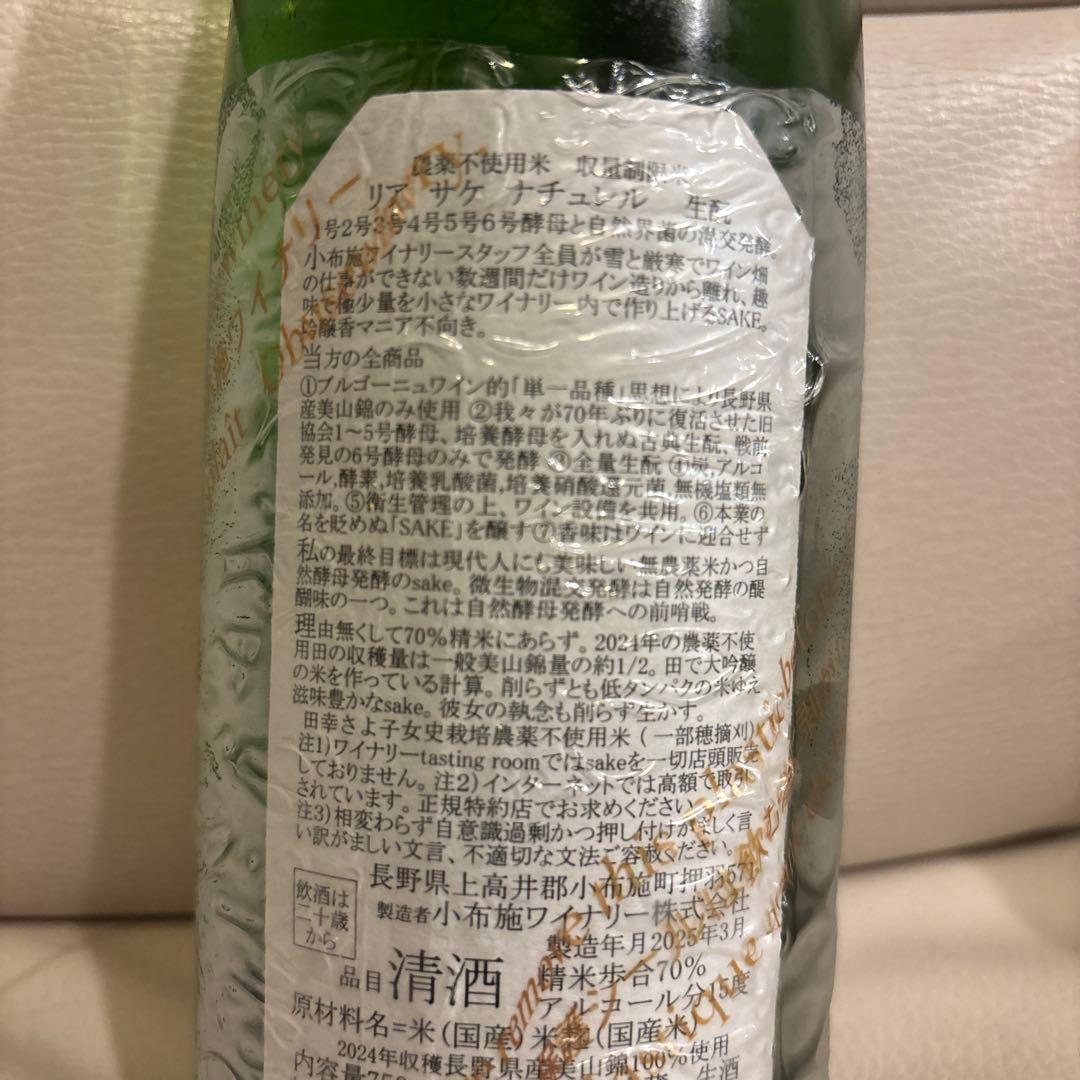 農薬不使用米 収量制限米
リア サケ ナチュレル 生酛
1号2号3号4号5号6号酵母と自然界菌の混交発酵
小布施ワイナリースタッフ全員が雪と厳寒でワイン畑
の仕事ができない数週間だけワイン造りから離れ、趣
味で極少量を小さなワイナリー内で作り上げるSAKE。
吟醸香マニア不向き。
当方の全商品
①ブルゴーニュワイン的「単一品種」思想により長野県
産美山錦のみ使用 ②我々が70年ぶりに復活させた旧
協会1～5号酵母、培養酵母を入れぬ古典生酛、戦前
発見の6号酵母のみで発酵 ③全量生酛 ④炭,アルコ
ール,酵素,培養乳酸菌,培養硝酸還元菌,無機塩類無
添加。⑤衛生管理の上、ワイン設備を共用。⑥本業の
名を貶めぬ「SAKE」を醸す⑦香味はワインに迎合せず
私の最終目標は現代人にも美味しい無農薬米かつ自
然酵母発酵のsake。微生物混交発酵は自然発酵の醍
醐味の一つ。これは自然酵母発酵への前哨戦。
理由無くして70%精米にあらず。2024年の農薬不使
用田の収穫量は一般美山錦量の約1/2。田で大吟醸
の米を作っている計算。削らずとも低タンパクの米ゆえ
滋味豊かなsake。彼女の執念も削らず生かす。
田幸さよ子女史栽培農薬不使用米(一部穂摘刈)
注1)ワイナリーtasting roomではsakeを一切店頭販売
しておりません。注2)インターネットでは高額で取引
されています。正規特約店でお求めください。
注3)相変わらず自意識過剰かつ押し付けがましく言
い訳がましい文言、不適切な文法ご容赦ください。
長野県上高井郡小布施町押羽571
製造者 小布施ワイナリー株式会社
飲酒は
二十歳
から
製造年月2025年3月
品目 清酒 精米歩合70%
アルコール分15度
原材料名=米(国産)米麹(国産米)
2024年収穫長野県産美山錦100%使用
内容量750
生酒